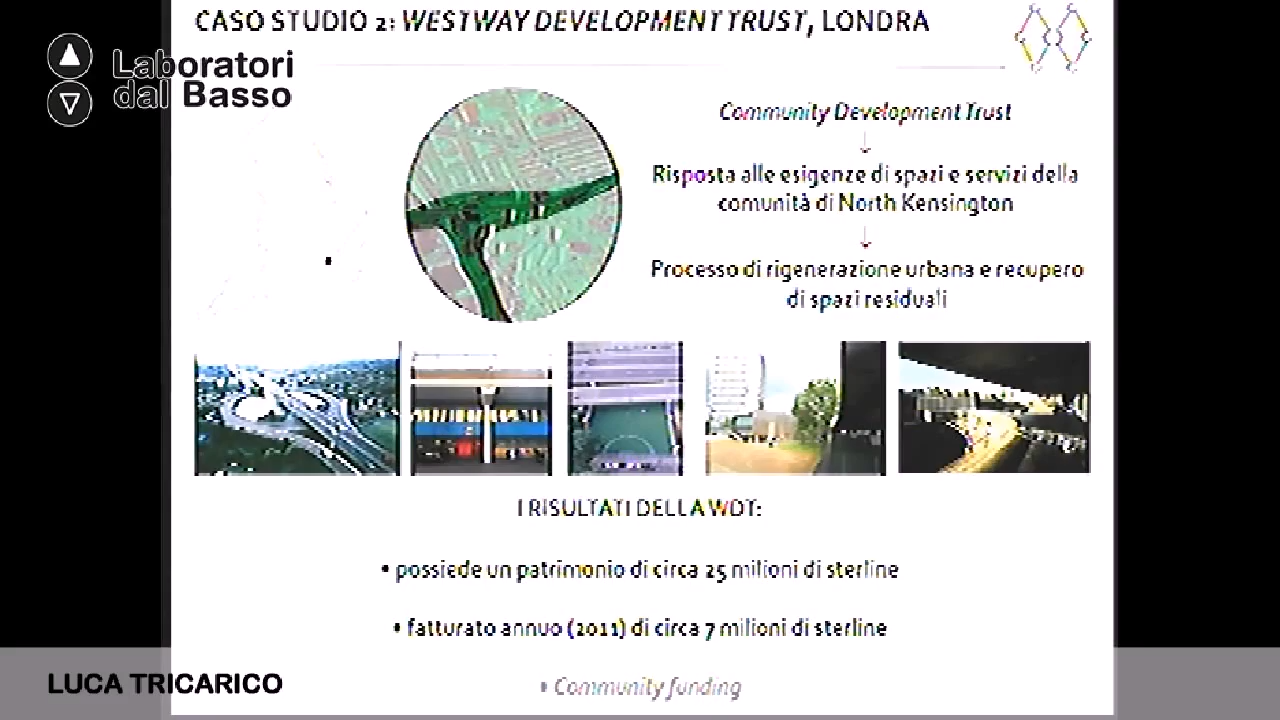 CASO STUDIO 2: WESTWAY DEVELOPMENT TRUST, LONDRA
Laboratori
dal Basso
Community Development Trust
Risposta alle esigenze di spazi e servizi della
comunità di North Kensington
Processo di rigenerazione urbana e recupero
di spazi residuali
I RISULTATI DELLA WDT:
• possiede un patrimonio di circa 25 milioni di sterline
• fatturato annuo (2011) di circa 7 milioni di sterline
• Community funding
LUCA TRICARICO